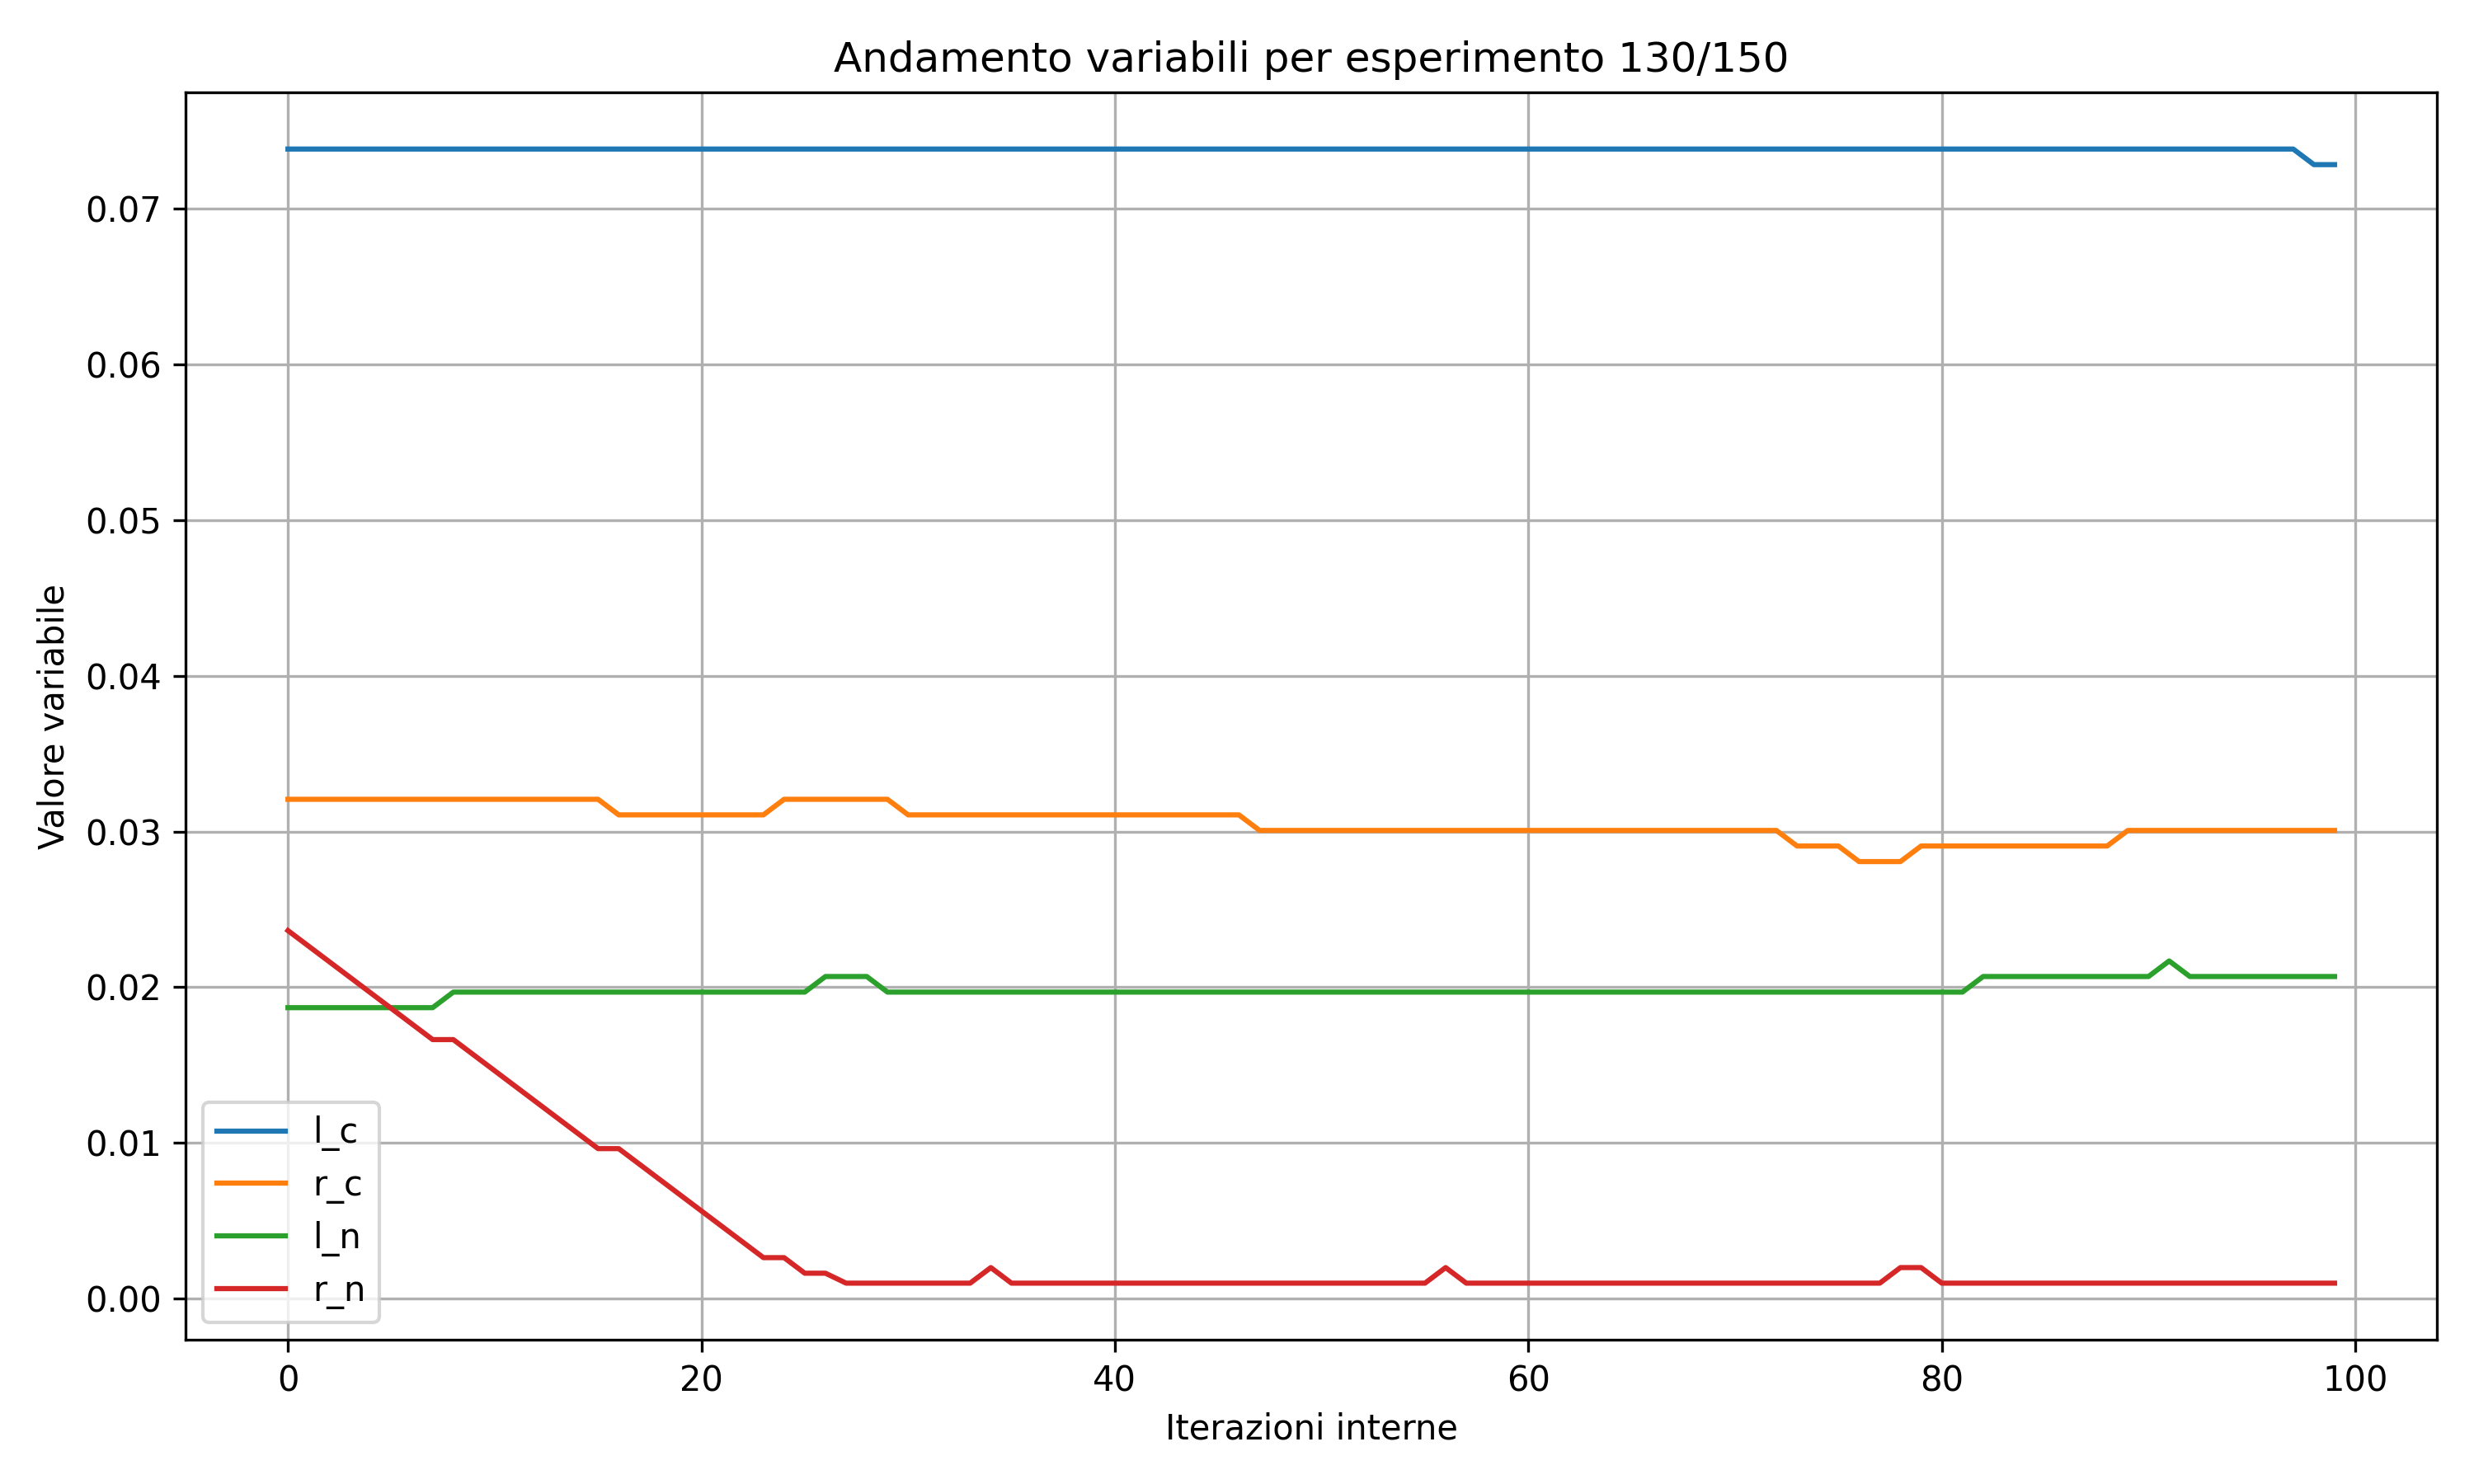 Andamento variabili per esperimento 130/150
Valore variabile
0.07
0.06
0.05
0.04
0.03
0.02
0.01
0.00
l_c
r_c
l_n
r_n
0 20 40 60 80 100
Iterazioni interne